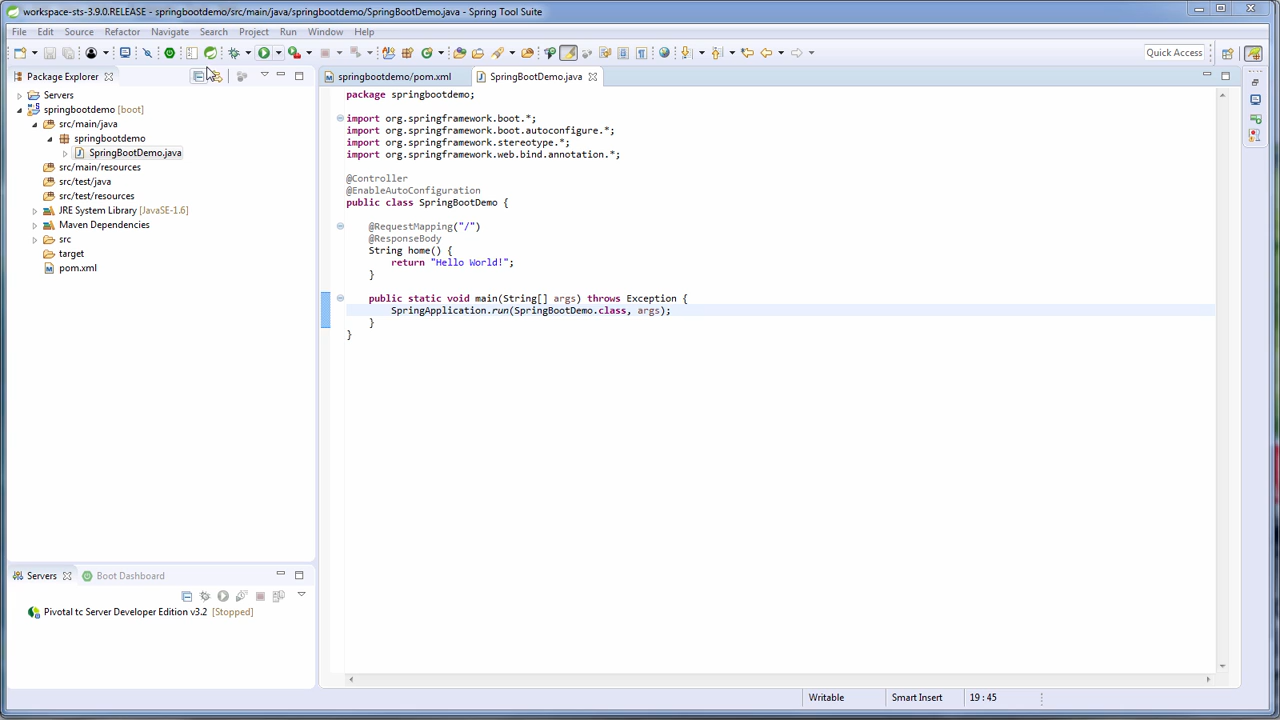 workspace-sts-3.9.0.RELEASE - springbootdemo/src/main/java/springbootdemo/SpringBootDemo.java - Spring Tool Suite
File Edit Source Refactor Navigate Search Project Run Window Help
Quick Access
Package Explorer
springbootdemo/pom.xml SpringBootDemo.java
Servers
springbootdemo [boot]
src/main/java
springbootdemo
SpringBootDemo.java
src/main/resources
src/test/java
src/test/resources
JRE System Library [JavaSE-1.6]
Maven Dependencies
src
target
pom.xml
package springbootdemo;
import org.springframework.boot.*;
import org.springframework.boot.autoconfigure.*;
import org.springframework.stereotype.*;
import org.springframework.web.bind.annotation.*;
@Controller
@EnableAutoConfiguration
public class SpringBootDemo {
@RequestMapping("/")
@ResponseBody
String home() {
return "Hello World!";
}
public static void main(String[] args) throws Exception {
SpringApplication.run(SpringBootDemo.class, args);
}
}
Servers Boot Dashboard
Pivotal tc Server Developer Edition v3.2 [Stopped]
Writable Smart Insert 19 : 45